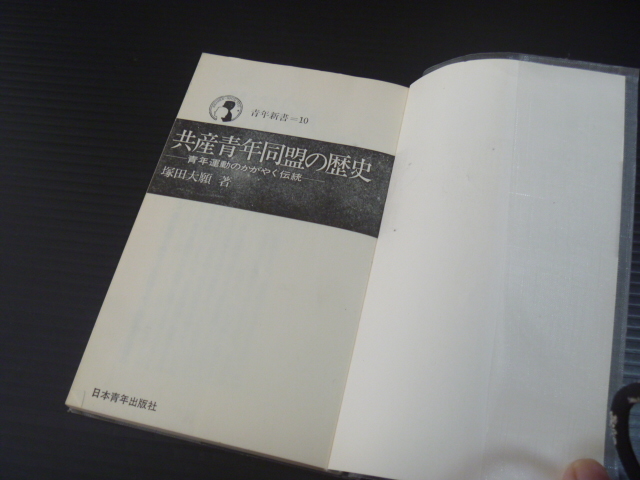 青年新書=10
共産青年同盟の歴史
—青年運動のかがやく伝統—
塚田大願 著
日本青年出版社